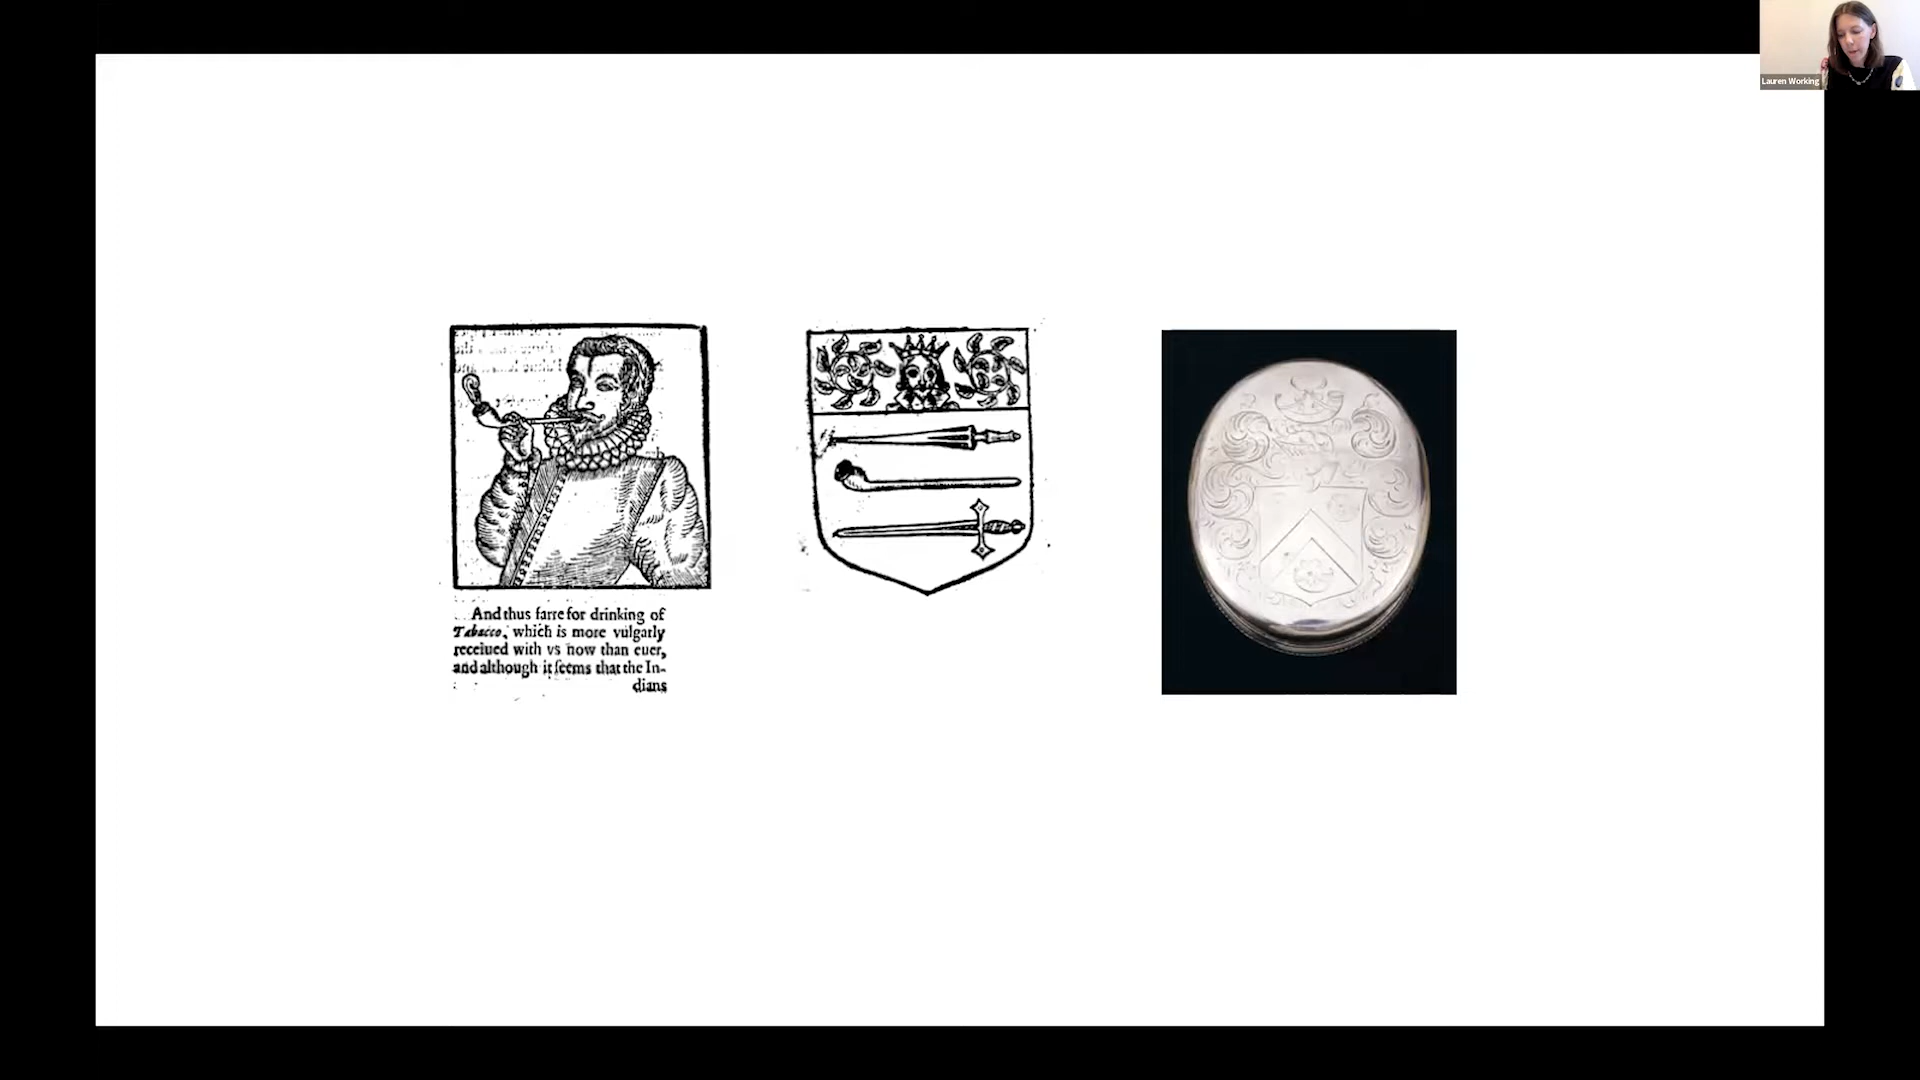 Lauren Working
And thus farre for drinking of
Tabacco, which is more vulgarly
receiued with vs now than euer,
and although it ſeems that the In-
dians